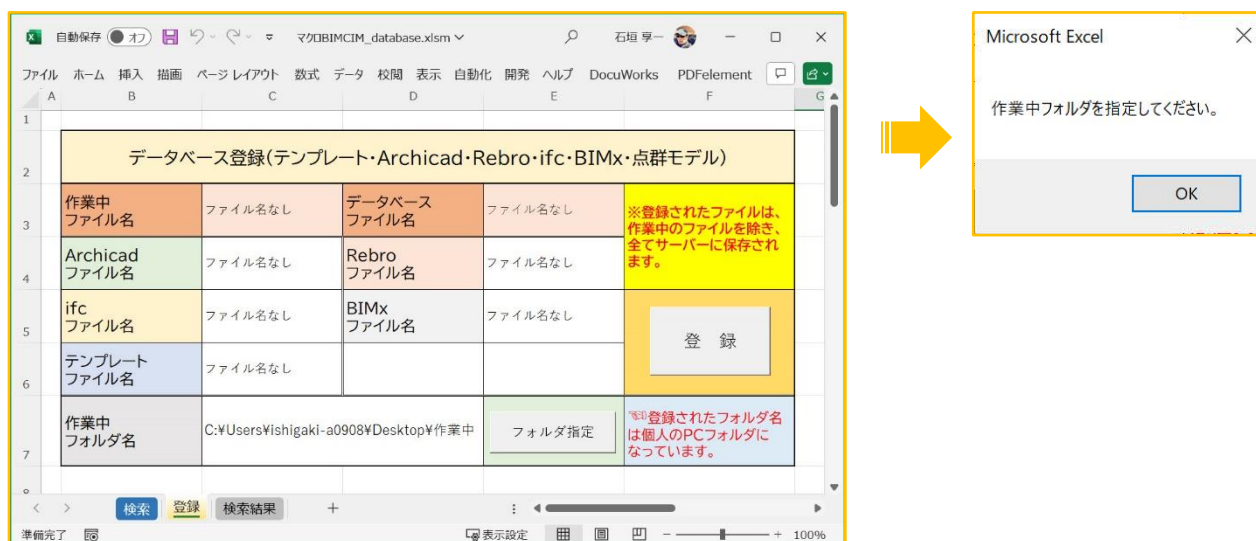 自動保存 オフ マクロBIMCIM_database.xlsm 石垣 享一
ファイル ホーム 挿入 描画 ページ レイアウト 数式 データ 校閲 表示 自動化 開発 ヘルプ DocuWorks PDFelement
A B C D E F G
1
2 データベース登録(テンプレート・Archicad・Rebro・ifc・BIMx・点群モデル)
作業中
ファイル名
ファイル名なし
データベース
ファイル名
ファイル名なし
※登録されたファイルは、
作業中のファイルを除き、
全てサーバーに保存され
ます。
3
Archicad
ファイル名
ファイル名なし
Rebro
ファイル名
ファイル名なし
4
ifc
ファイル名
ファイル名なし
BIMx
ファイル名
ファイル名なし
登 録
5
テンプレート
ファイル名
ファイル名なし
6
作業中
フォルダ名
C:¥Users¥ishigaki-a0908¥Desktop¥作業中
フォルダ指定
☜登録されたフォルダ名
は個人のPCフォルダに
なっています。
7
検索 登録 検索結果 +
準備完了 表示設定 - + 100%
Microsoft Excel
作業中フォルダを指定してください。
OK